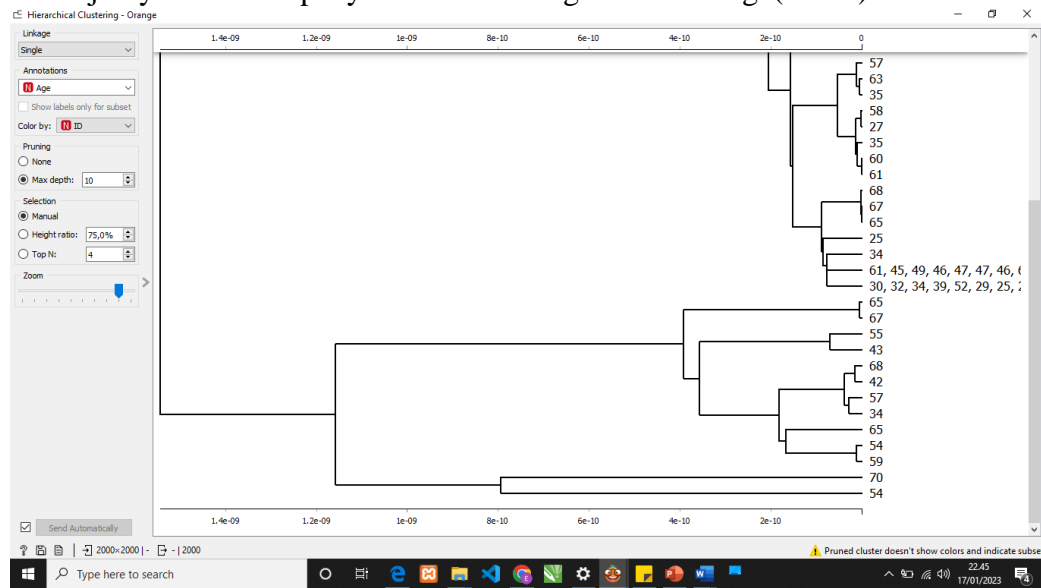 Hierarchical Clustering - Orange
Linkage
Single
Annotations
N Age
Show labels only for subset
Color by: N ID
Pruning
None
Max depth: 10
Selection
Manual
Height ratio: 75,0%
Top N: 4
Zoom
1.4e-09 1.2e-09 1e-09 8e-10 6e-10 4e-10 2e-10 0
57
63
35
58
27
35
60
61
68
67
65
25
34
61, 45, 49, 46, 47, 47, 46,
30, 32, 34, 39, 52, 29, 25,
65
67
55
43
68
42
57
34
65
54
59
70
54
1.4e-09 1.2e-09 1e-09 8e-10 6e-10 4e-10 2e-10
Send Automatically
2000×2000 | - - | 2000
Pruned cluster doesn't show colors and indicate subse
Type here to search
22.45
17/01/2023
4